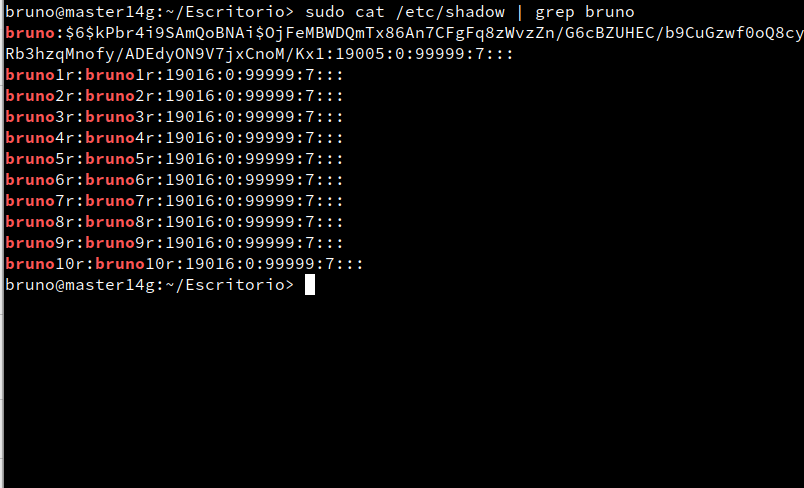 bruno@master14g:~/Escritorio> sudo cat /etc/shadow | grep bruno
bruno:$6$kPbr4i9SAmQoBNAi$OjFeMBWDQmTx86An7CFgFq8zWvzZn/G6cBZUHEC/b9CuGzwf0oQ8cy
Rb3hzqMnofy/ADEdyON9V7jxCnoM/Kx1:19005:0:99999:7:::
bruno1r:bruno1r:19016:0:99999:7:::
bruno2r:bruno2r:19016:0:99999:7:::
bruno3r:bruno3r:19016:0:99999:7:::
bruno4r:bruno4r:19016:0:99999:7:::
bruno5r:bruno5r:19016:0:99999:7:::
bruno6r:bruno6r:19016:0:99999:7:::
bruno7r:bruno7r:19016:0:99999:7:::
bruno8r:bruno8r:19016:0:99999:7:::
bruno9r:bruno9r:19016:0:99999:7:::
bruno10r:bruno10r:19016:0:99999:7:::
bruno@master14g:~/Escritorio>